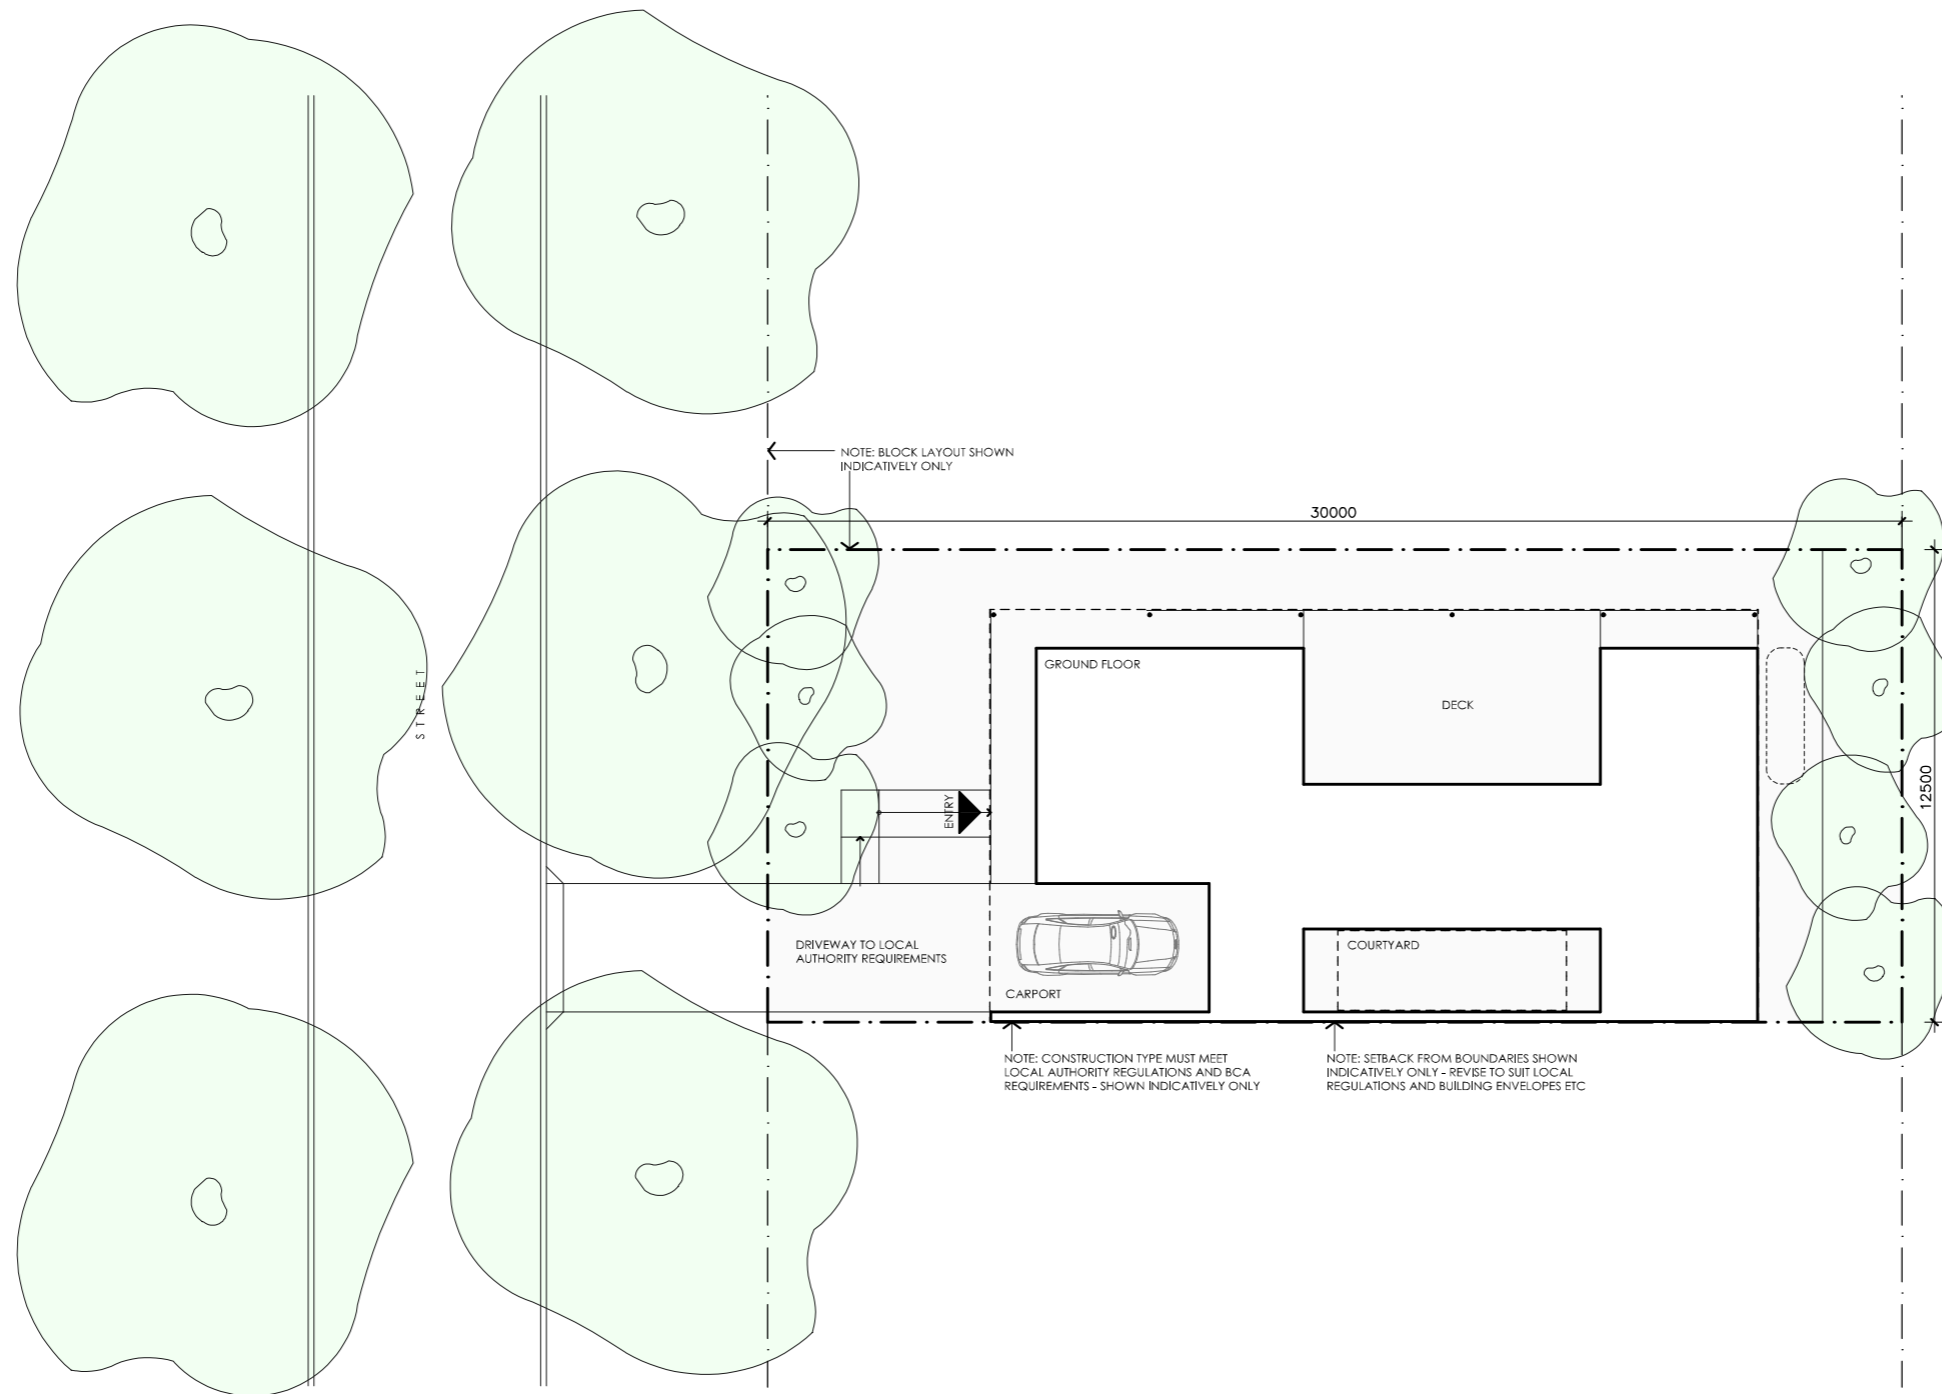 NOTE: BLOCK LAYOUT SHOWN
INDICATIVELY ONLY
30000
GROUND FLOOR
STREET
DECK
12500
ENTRY
DRIVEWAY TO LOCAL
AUTHORITY REQUIREMENTS
COURTYARD
CARPORT
NOTE: CONSTRUCTION TYPE MUST MEET
LOCAL AUTHORITY REGULATIONS AND BCA
REQUIREMENTS - SHOWN INDICATIVELY ONLY
NOTE: SETBACK FROM BOUNDARIES SHOWN
INDICATIVELY ONLY - REVISE TO SUIT LOCAL
REGULATIONS AND BUILDING ENVELOPES ETC